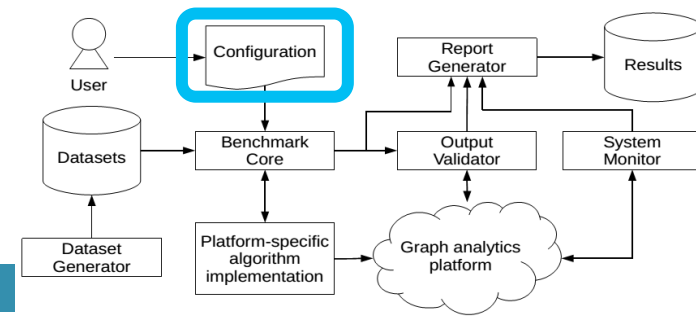 Configuration
User
Report
Generator
Results
Datasets
Benchmark
Core
Output
Validator
System
Monitor
Dataset
Generator
Platform-specific
algorithm
implementation
Graph analytics
platform